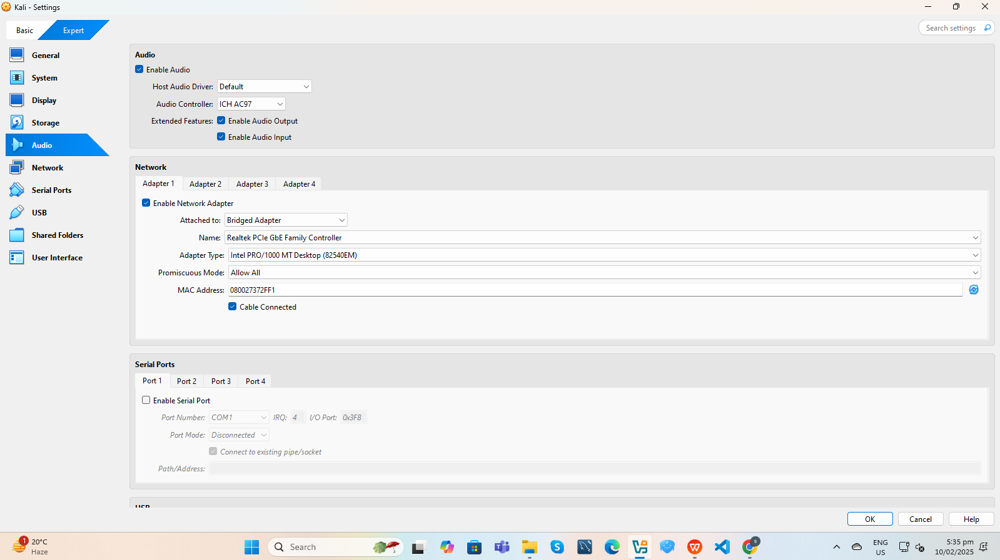 Kali - Settings
Basic
Expert
Search settings
General
System
Display
Storage
Audio
Network
Serial Ports
USB
Shared Folders
User Interface
Audio
Enable Audio
Host Audio Driver: Default
Audio Controller: ICH AC97
Extended Features: Enable Audio Output
Enable Audio Input
Network
Adapter 1 Adapter 2 Adapter 3 Adapter 4
Enable Network Adapter
Attached to: Bridged Adapter
Name: Realtek PCIe GbE Family Controller
Adapter Type: Intel PRO/1000 MT Desktop (82540EM)
Promiscuous Mode: Allow All
MAC Address: 080027372FF1
Cable Connected
Serial Ports
Port 1 Port 2 Port 3 Port 4
Enable Serial Port
Port Number: COM1 IRQ: 4 I/O Port: 0x3F8
Port Mode: Disconnected
Connect to existing pipe/socket
Path/Address:
USB
OK Cancel Help
1
20°C
Haze
Search
ENG
US
5:35 pm
10/02/2025